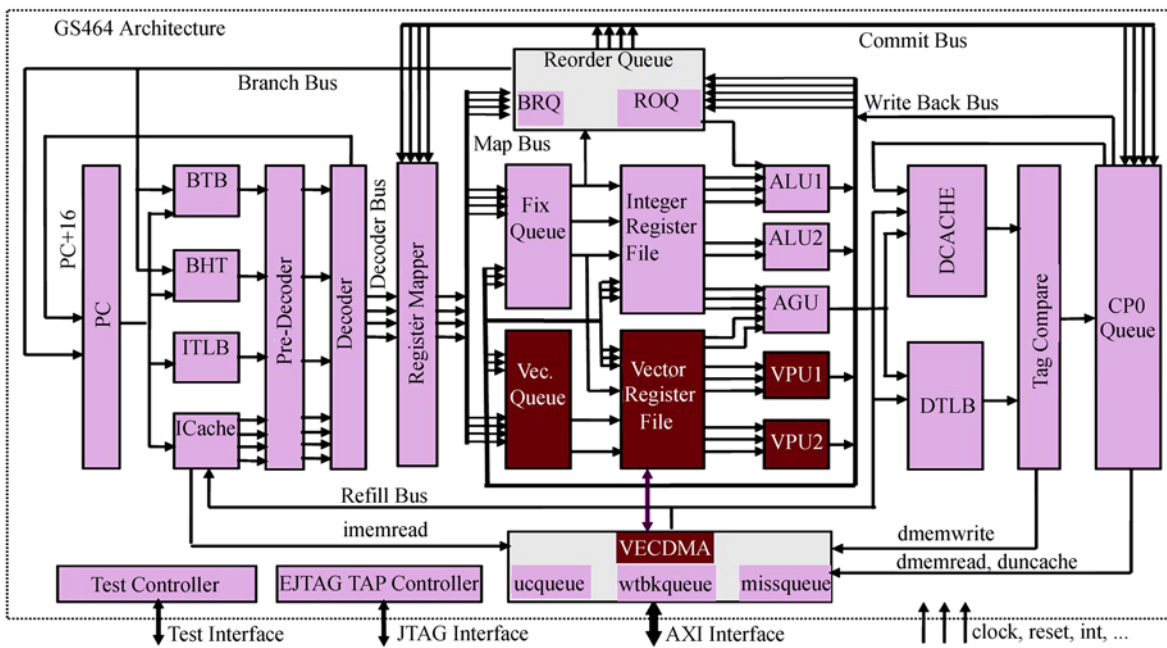 GS464 Architecture
Commit Bus
Reorder Queue
Branch Bus
BRQ
ROQ
Write Back Bus
Map Bus
PC+16
PC
BTB
BHT
ITLB
ICache
Pre-Decoder
Decoder
Decoder Bus
Register Mapper
Fix
Queue
Integer
Register
File
ALU1
ALU2
AGU
Vec.
Queue
Vector
Register
File
VPU1
VPU2
DCACHE
DTLB
Tag Compare
CP0
Queue
Refill Bus
imemread
dmemwrite
dmemread, duncache
VECDMA
ucqueue
wtbkqueue
missqueue
Test Controller
EJTAG TAP Controller
Test Interface
JTAG Interface
AXI Interface
clock, reset, int, ...